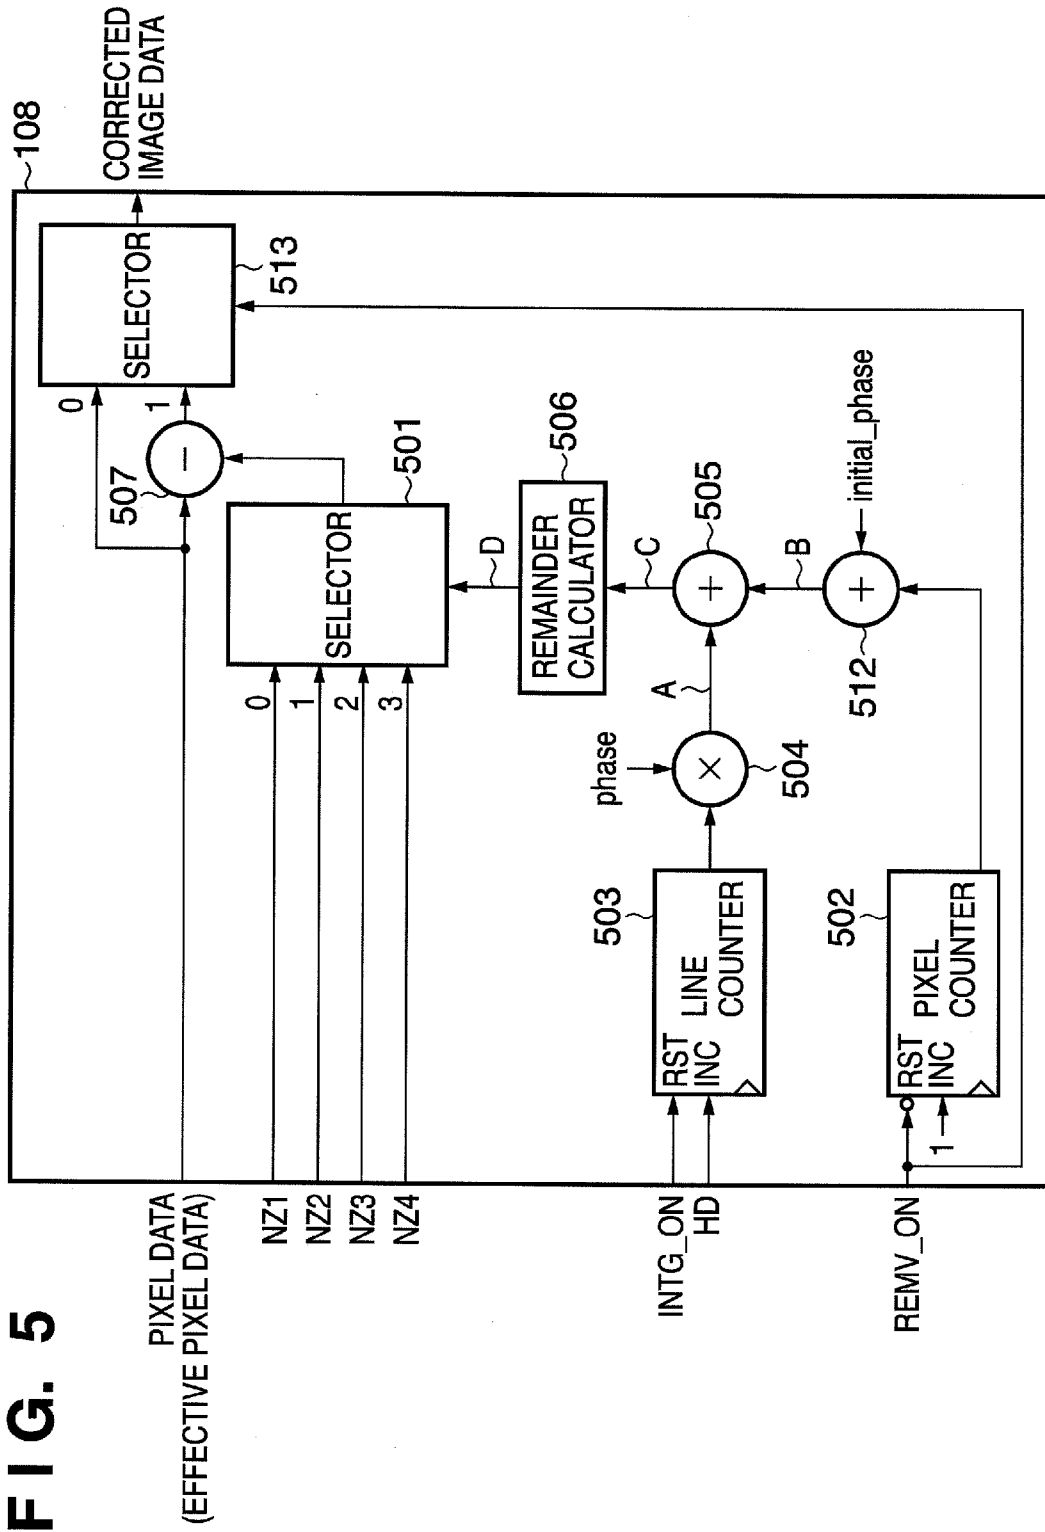 FIG. 5
108
CORRECTED
IMAGE DATA
SELECTOR
513
0
1
−
507
PIXEL DATA
(EFFECTIVE PIXEL DATA)
NZ1
NZ2
NZ3
NZ4
0
1
2
3
SELECTOR
501
D
REMAINDER
CALCULATOR
506
C
+
505
A
phase
×
504
B
+
512
initial_phase
INTG_ON
HD
RST
INC
LINE
COUNTER
503
REMV_ON
1
RST
INC
PIXEL
COUNTER
502